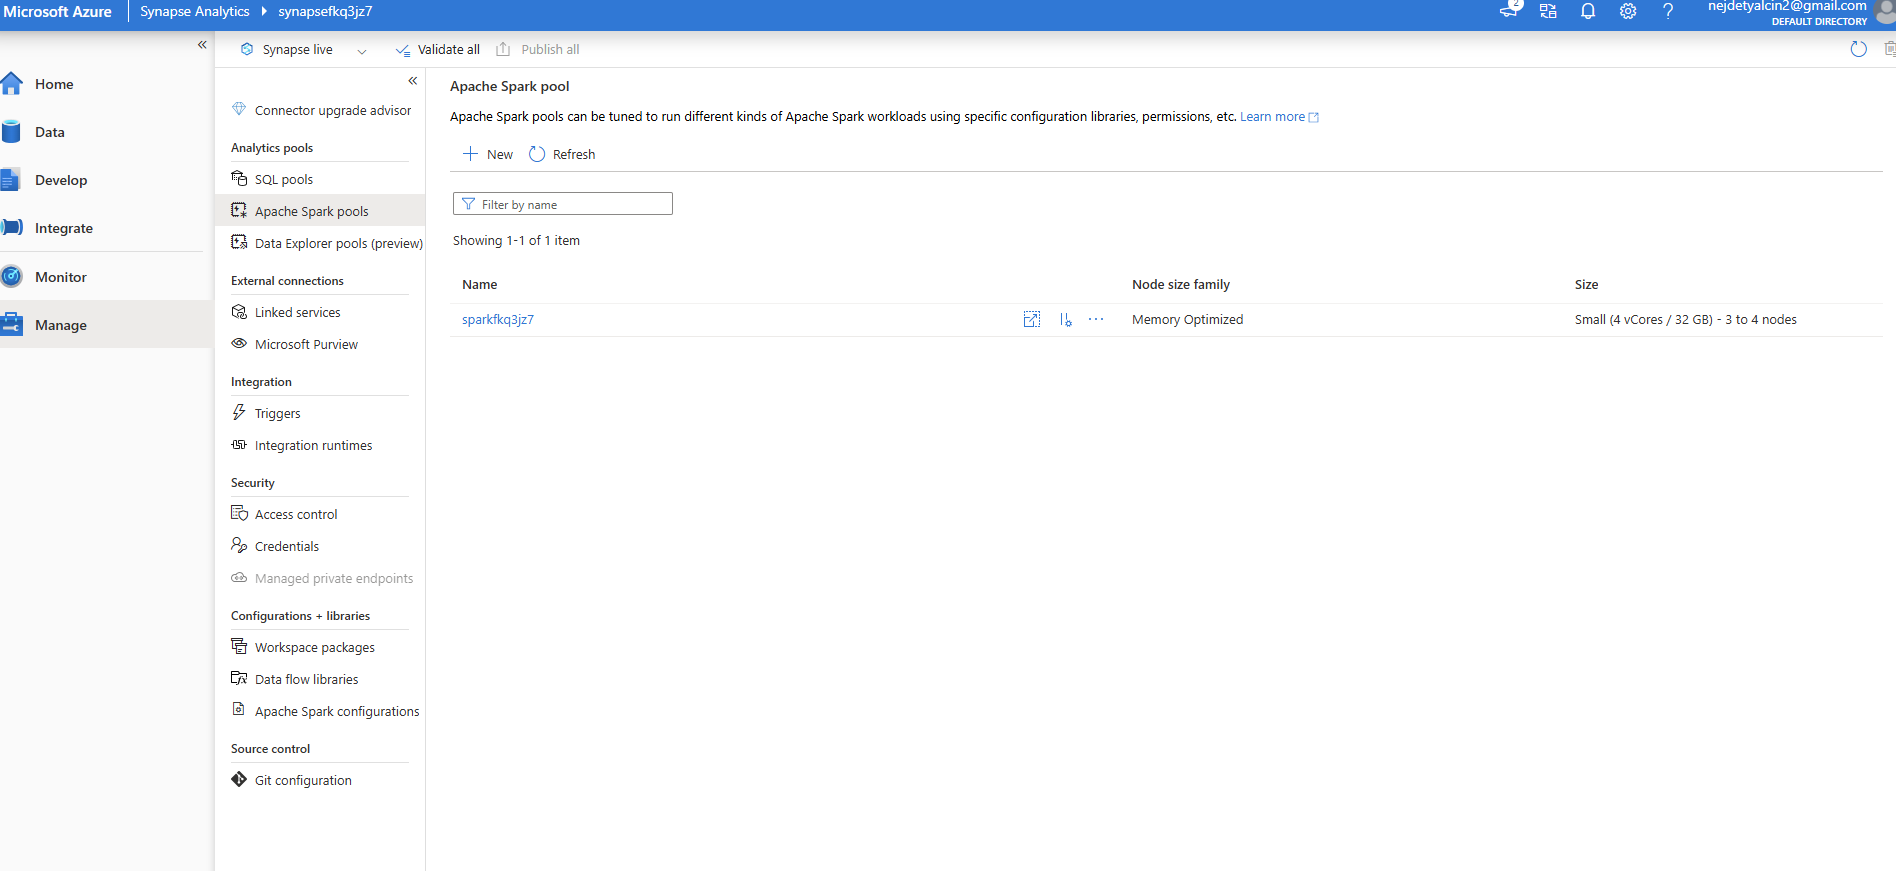 Microsoft Azure Synapse Analytics synapsefkq3jz7 2 nejdetyalcin2@gmail.com
DEFAULT DIRECTORY
Synapse live Validate all Publish all
Home
Data
Develop
Integrate
Monitor
Manage
Connector upgrade advisor
Analytics pools
SQL pools
Apache Spark pools
Data Explorer pools (preview)
External connections
Linked services
Microsoft Purview
Integration
Triggers
Integration runtimes
Security
Access control
Credentials
Managed private endpoints
Configurations + libraries
Workspace packages
Data flow libraries
Apache Spark configurations
Source control
Git configuration
Apache Spark pool
Apache Spark pools can be tuned to run different kinds of Apache Spark workloads using specific configuration libraries, permissions, etc. Learn more
New Refresh
Filter by name
Showing 1-1 of 1 item
Name Node size family Size
sparkfkq3jz7 Memory Optimized Small (4 vCores / 32 GB) - 3 to 4 nodes